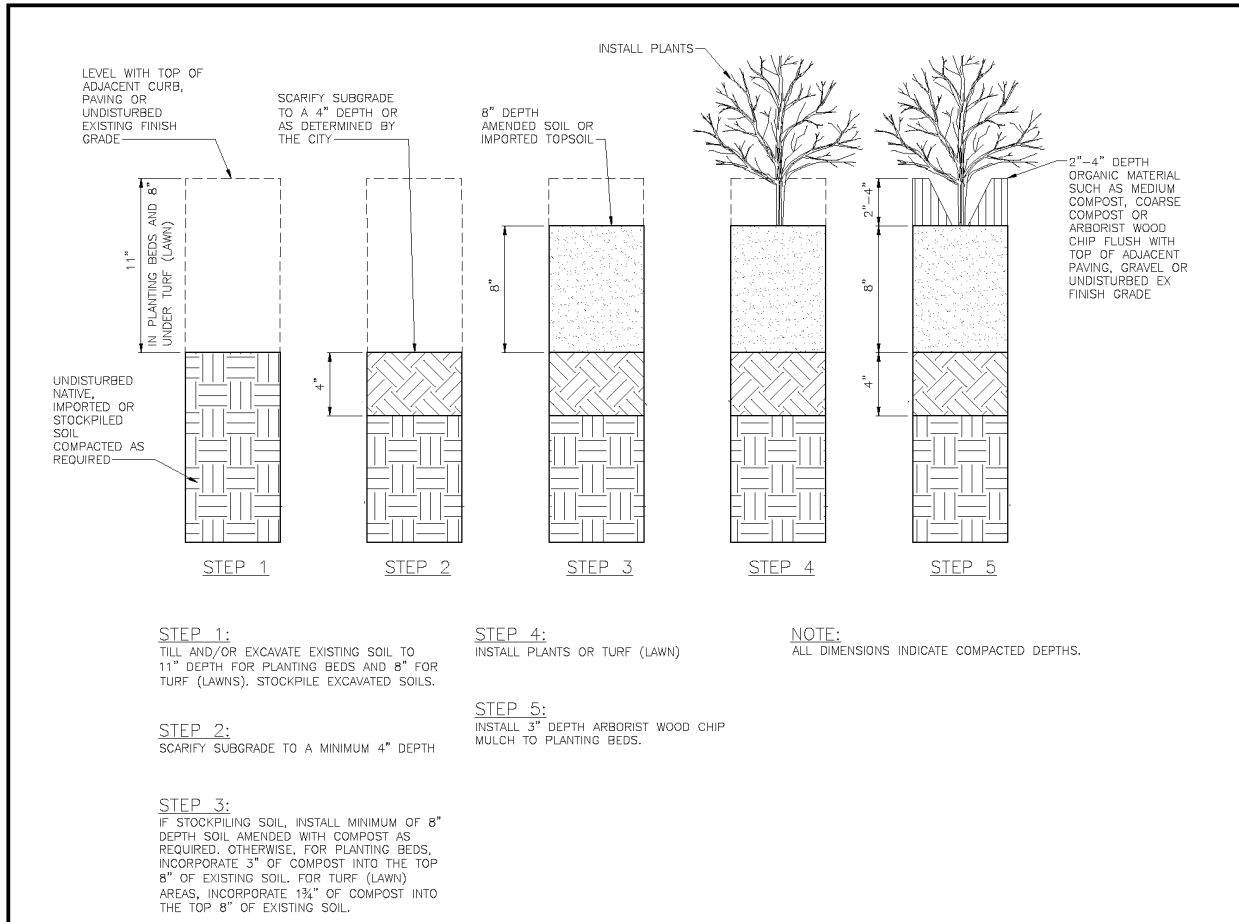 INSTALL PLANTS
LEVEL WITH TOP OF
ADJACENT CURB,
PAVING OR
UNDISTURBED
EXISTING FINISH
GRADE
SCARIFY SUBGRADE
TO A 4" DEPTH OR
AS DETERMINED BY
THE CITY
8" DEPTH
AMENDED SOIL OR
IMPORTED TOPSOIL
2"-4" DEPTH
ORGANIC MATERIAL
SUCH AS MEDIUM
COMPOST, COARSE
COMPOST OR
ARBORIST WOOD
CHIP FLUSH WITH
TOP OF ADJACENT
PAVING, GRAVEL OR
UNDISTURBED EX
FINISH GRADE
11"
IN PLANTING BEDS AND 8"
UNDER TURF (LAWN)
4"
8"
2"-4"
8"
4"
UNDISTURBED
NATIVE,
IMPORTED OR
STOCKPILED
SOIL
COMPACTED AS
REQUIRED
STEP 1
STEP 2
STEP 3
STEP 4
STEP 5
STEP 1:
TILL AND/OR EXCAVATE EXISTING SOIL TO
11" DEPTH FOR PLANTING BEDS AND 8" FOR
TURF (LAWNS). STOCKPILE EXCAVATED SOILS.
STEP 2:
SCARIFY SUBGRADE TO A MINIMUM 4" DEPTH
STEP 3:
IF STOCKPILING SOIL, INSTALL MINIMUM OF 8"
DEPTH SOIL AMENDED WITH COMPOST AS
REQUIRED. OTHERWISE, FOR PLANTING BEDS,
INCORPORATE 3" OF COMPOST INTO THE TOP
8" OF EXISTING SOIL. FOR TURF (LAWN)
AREAS, INCORPORATE 1¾" OF COMPOST INTO
THE TOP 8" OF EXISTING SOIL.
STEP 4:
INSTALL PLANTS OR TURF (LAWN)
STEP 5:
INSTALL 3" DEPTH ARBORIST WOOD CHIP
MULCH TO PLANTING BEDS.
NOTE:
ALL DIMENSIONS INDICATE COMPACTED DEPTHS.